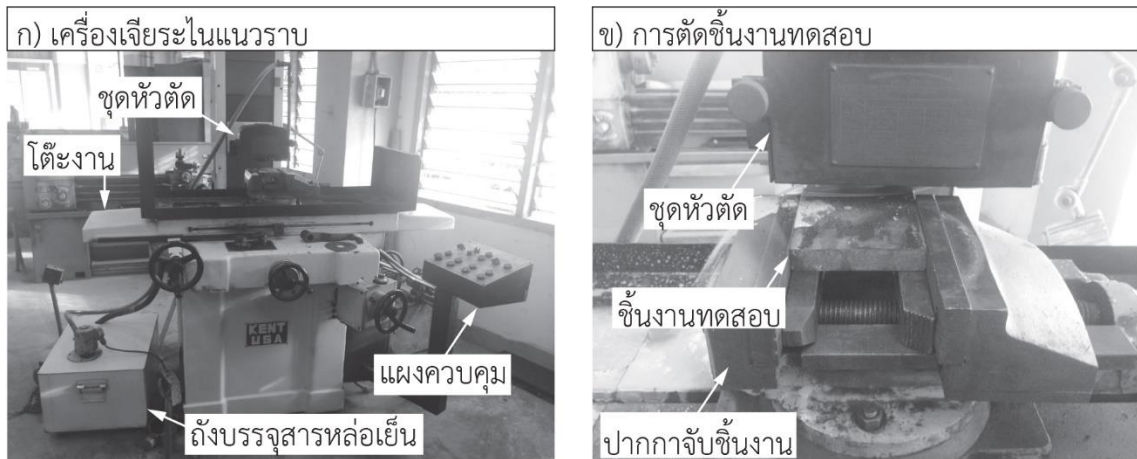 ก) เครื่องเจียระไนแนวราบ
ชุดหัวตัด
โต๊ะงาน
KENT
USA
แผงควบคุม
ถังบรรจุสารหล่อเย็น
ข) การตัดชิ้นงานทดสอบ
ชุดหัวตัด
ชิ้นงานทดสอบ
ปากกาจับชิ้นงาน